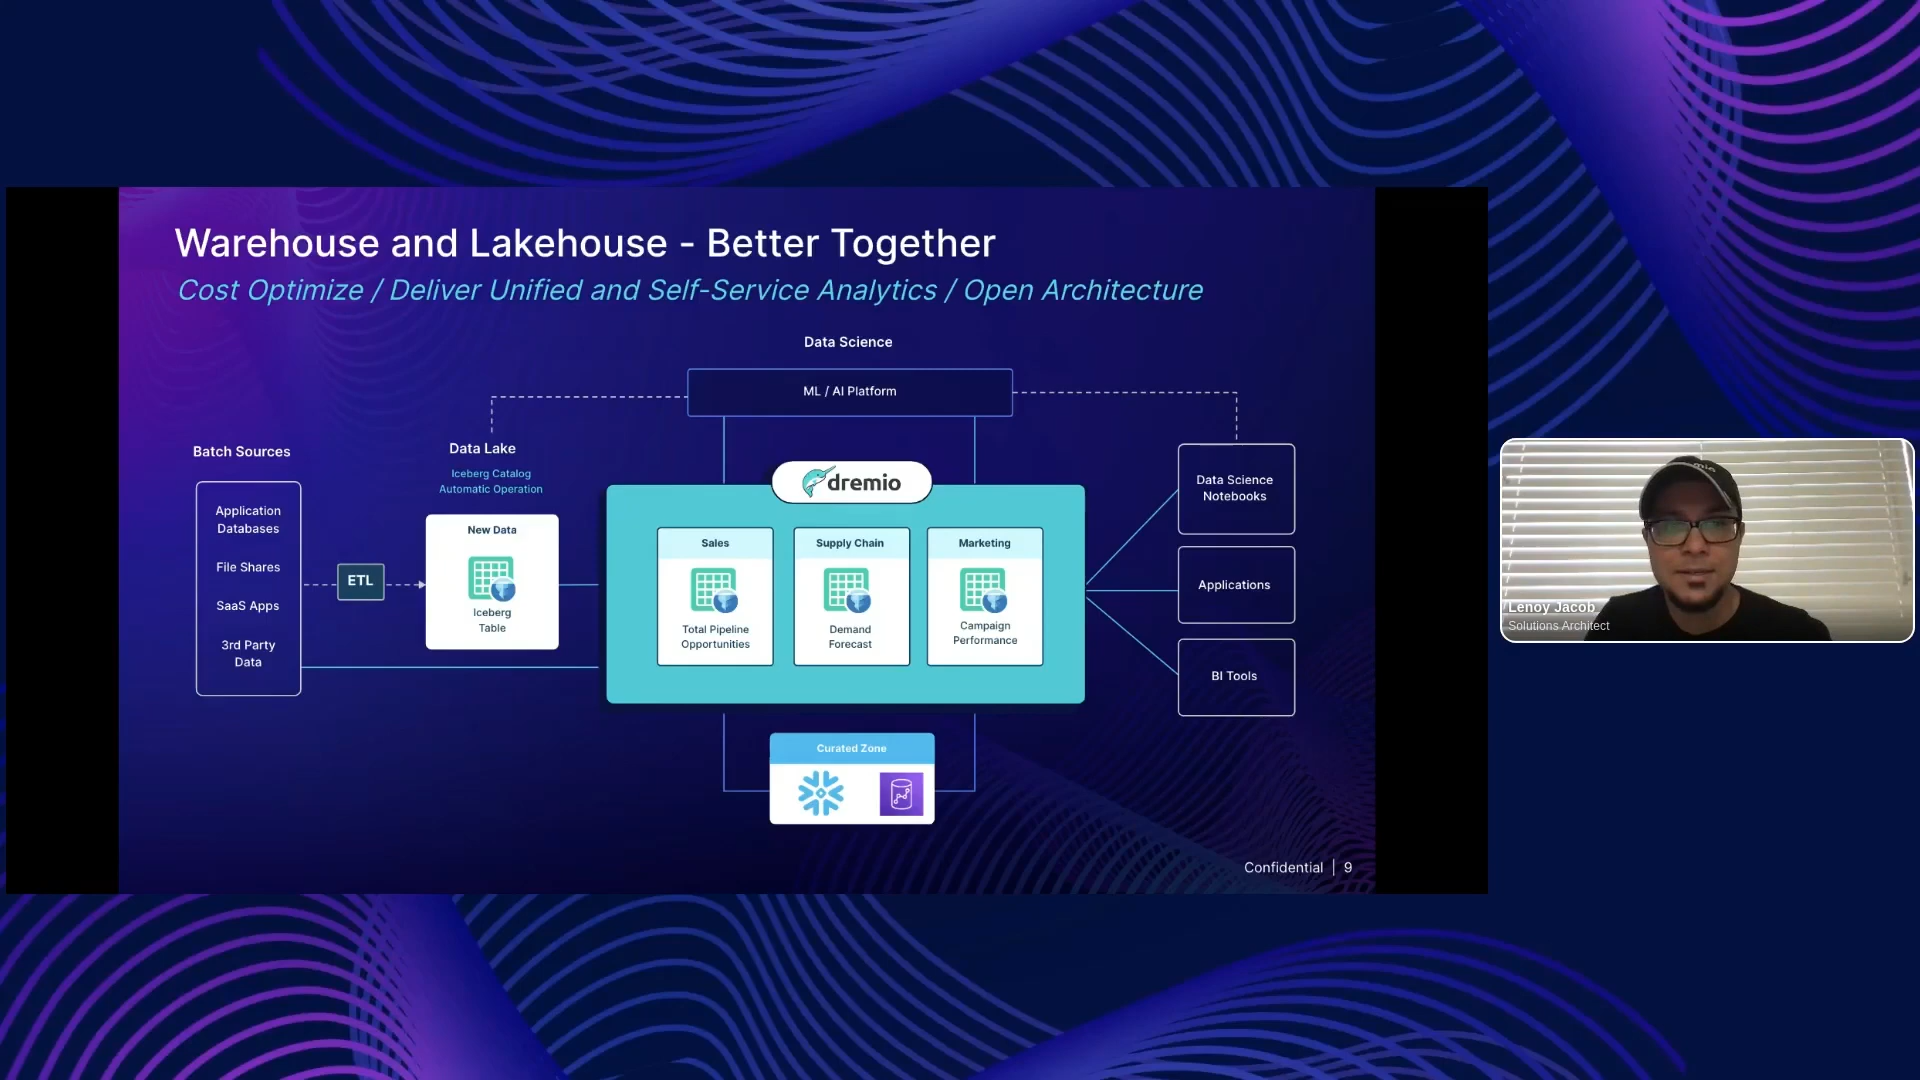 Warehouse and Lakehouse - Better Together
Cost Optimize / Deliver Unified and Self-Service Analytics / Open Architecture
Data Science
ML / AI Platform
Batch Sources
Application
Databases
File Shares
SaaS Apps
3rd Party
Data
ETL
Data Lake
Iceberg Catalog
Automatic Operation
New Data
Iceberg
Table
dremio
Sales
Total Pipeline
Opportunities
Supply Chain
Demand
Forecast
Marketing
Campaign
Performance
Curated Zone
Data Science
Notebooks
Applications
BI Tools
Confidential | 9
Lenoy Jacob
Solutions Architect